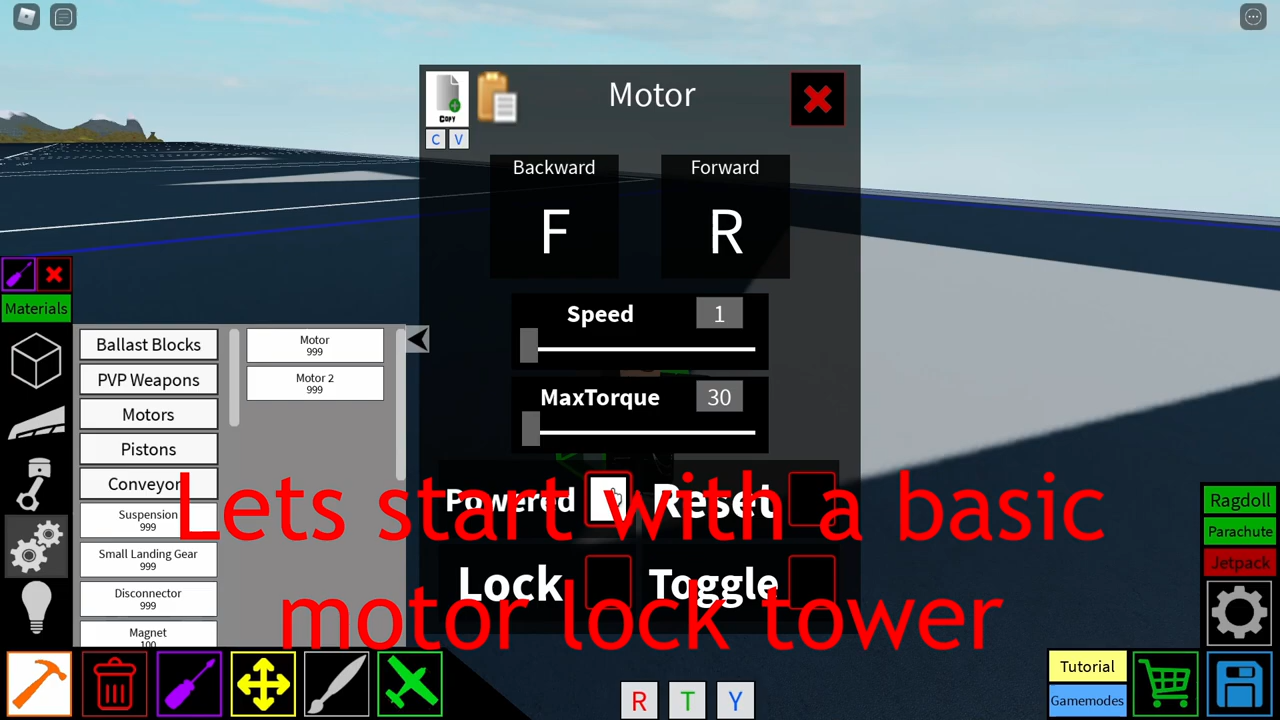 Motor
COPY
C V
Backward
F
Forward
R
Speed 1
MaxTorque 30
Powered
Reset
Lock
Toggle
Materials
Ballast Blocks
PVP Weapons
Motors
Pistons
Conveyor
Suspension
999
Small Landing Gear
999
Disconnector
999
Magnet
100
Motor
999
Motor 2
999
Lets start with a basic
motor lock tower
Ragdoll
Parachute
Jetpack
Tutorial
Gamemodes
R T Y